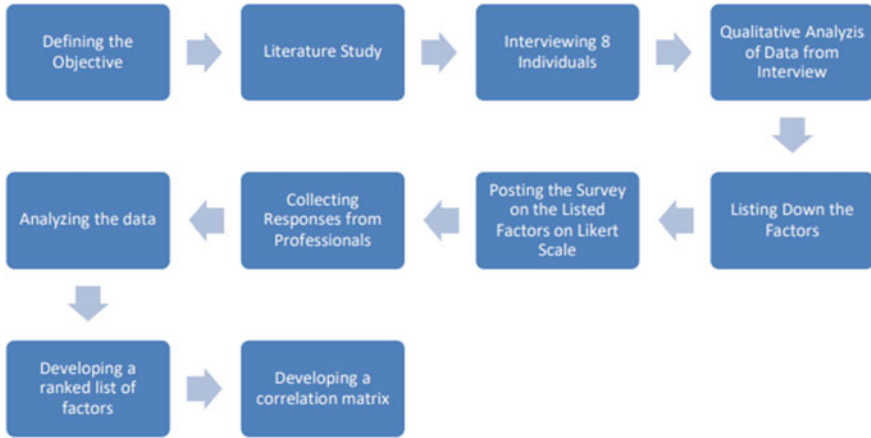 Defining the
Objective
Literature Study
Interviewing 8
Individuals
Qualitative Analyzis
of Data from
Interview
Listing Down the
Factors
Posting the Survey
on the Listed
Factors on Likert
Scale
Collecting
Responses from
Professionals
Analyzing the data
Developing a
ranked list of
factors
Developing a
correlation matrix